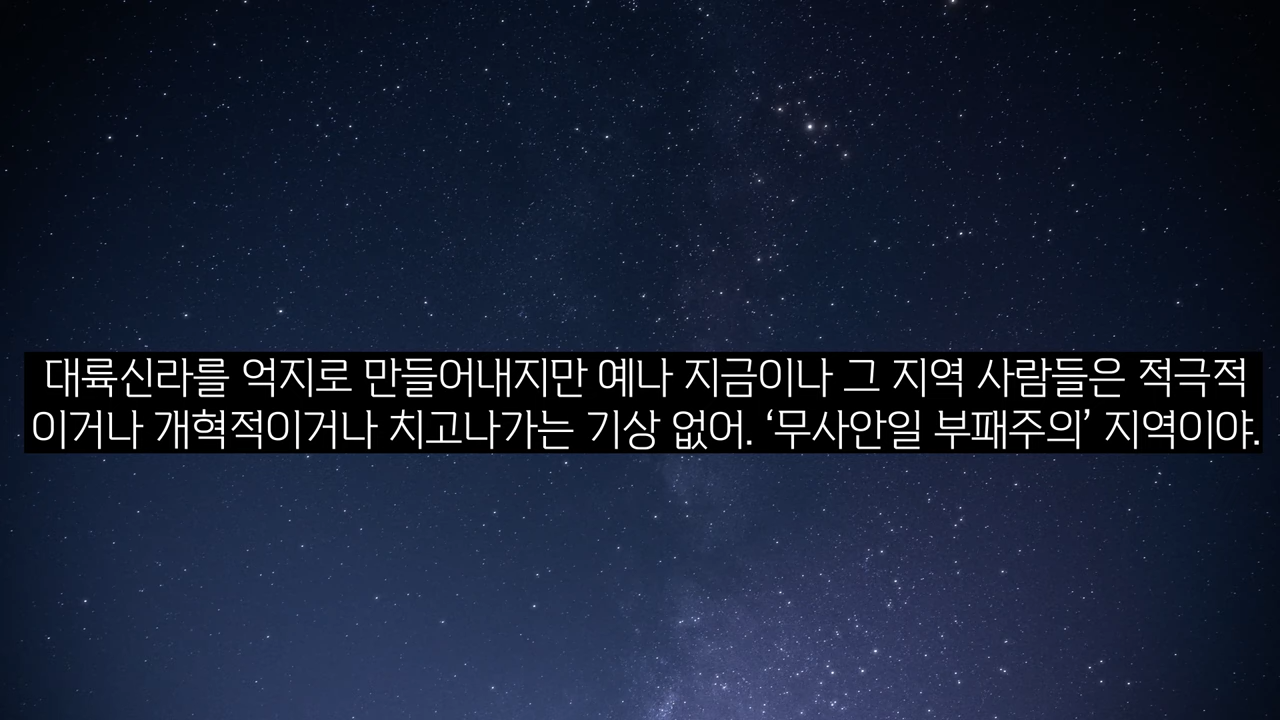 대륙신라를 억지로 만들어내지만 예나 지금이나 그 지역 사람들은 적극적
이거나 개혁적이거나 치고나가는 기상 없어. ‘무사안일 부패주의’ 지역이야.